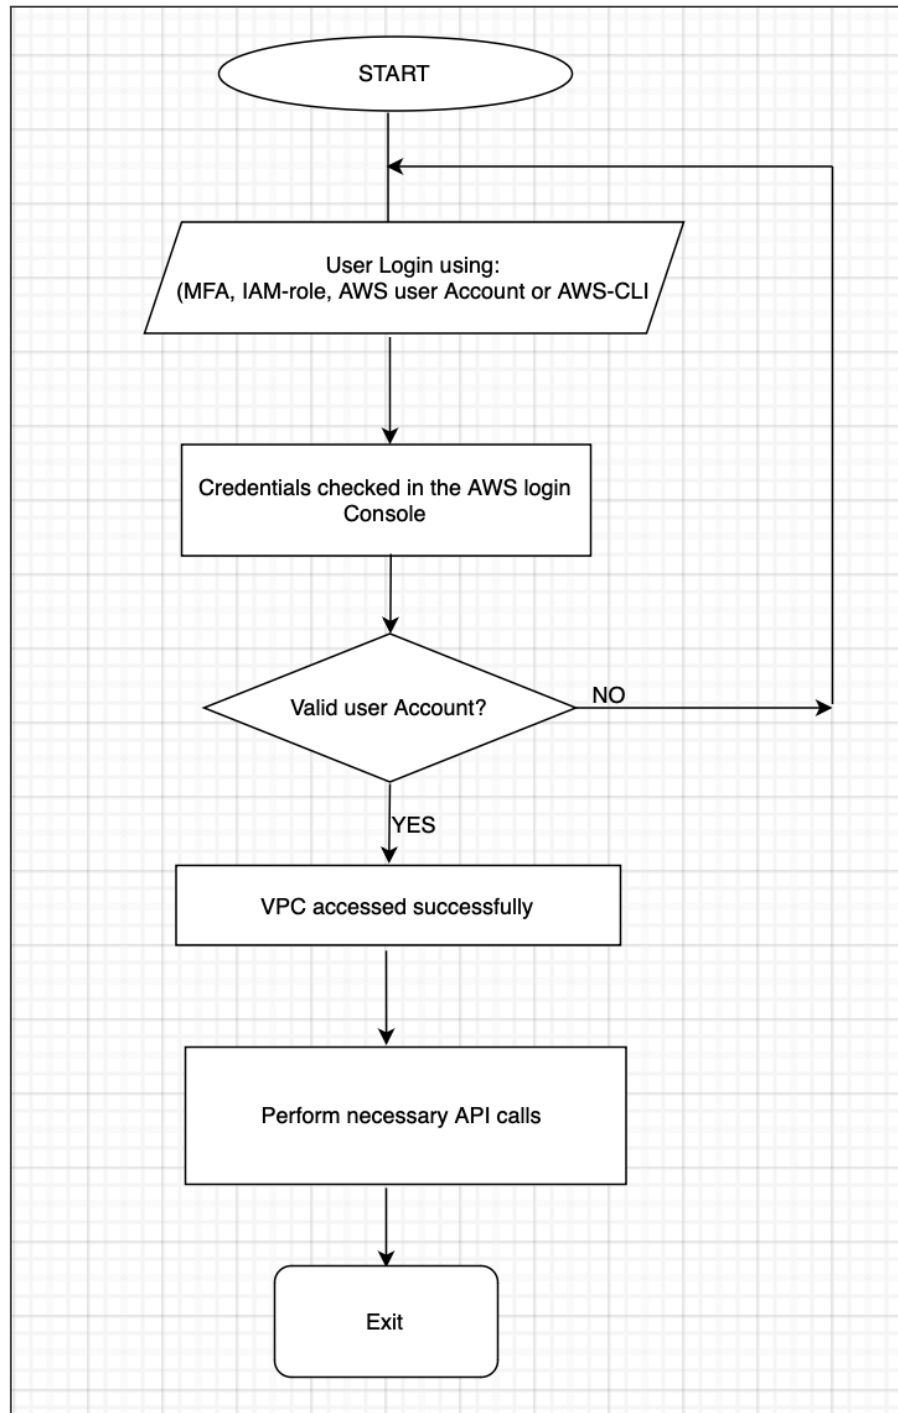 START
User Login using:
(MFA, IAM-role, AWS user Account or AWS-CLI
Credentials checked in the AWS login
Console
Valid user Account?
NO
YES
VPC accessed successfully
Perform necessary API calls
Exit